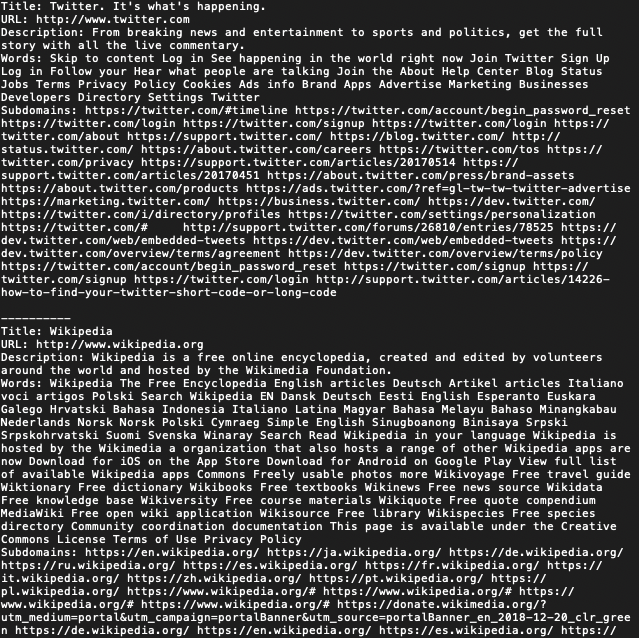 Title: Twitter. It's what's happening.
URL: http://www.twitter.com
Description: From breaking news and entertainment to sports and politics, get the full
story with all the live commentary.
Words: Skip to content Log in See happening in the world right now Join Twitter Sign Up
Log in Follow your Hear what people are talking Join the About Help Center Blog Status
Jobs Terms Privacy Policy Cookies Ads info Brand Apps Advertise Marketing Businesses
Developers Directory Settings Twitter
Subdomains: https://twitter.com/#timeline https://twitter.com/account/begin_password_reset
https://twitter.com/login https://twitter.com/signup https://twitter.com/login https://
twitter.com/about https://support.twitter.com/ https://blog.twitter.com/ http://
status.twitter.com/ https://about.twitter.com/careers https://twitter.com/tos https://
twitter.com/privacy https://support.twitter.com/articles/20170514 https://
support.twitter.com/articles/20170451 https://about.twitter.com/press/brand-assets
https://about.twitter.com/products https://ads.twitter.com/?ref=gl-tw-tw-twitter-advertise
https://marketing.twitter.com/ https://business.twitter.com/ https://dev.twitter.com/
https://twitter.com/i/directory/profiles https://twitter.com/settings/personalization
https://twitter.com/# http://support.twitter.com/forums/26810/entries/78525 https://
dev.twitter.com/web/embedded-tweets https://dev.twitter.com/web/embedded-tweets https://
dev.twitter.com/overview/terms/agreement https://dev.twitter.com/overview/terms/policy
https://twitter.com/account/begin_password_reset https://twitter.com/signup https://
twitter.com/signup https://twitter.com/login http://support.twitter.com/articles/14226-
how-to-find-your-twitter-short-code-or-long-code
----------
Title: Wikipedia
URL: http://www.wikipedia.org
Description: Wikipedia is a free online encyclopedia, created and edited by volunteers
around the world and hosted by the Wikimedia Foundation.
Words: Wikipedia The Free Encyclopedia English articles Deutsch Artikel articles Italiano
voci artigos Polski Search Wikipedia EN Dansk Deutsch Eesti English Esperanto Euskara
Galego Hrvatski Bahasa Indonesia Italiano Latina Magyar Bahasa Melayu Bahaso Minangkabau
Nederlands Norsk Norsk Polski Cymraeg Simple English Sinugboanong Binisaya Srpski
Srpskohrvatski Suomi Svenska Winaray Search Read Wikipedia in your language Wikipedia is
hosted by the Wikimedia a organization that also hosts a range of other Wikipedia apps are
now Download for iOS on the App Store Download for Android on Google Play View full list
of available Wikipedia apps Commons Freely usable photos more Wikivoyage Free travel guide
Wiktionary Free dictionary Wikibooks Free textbooks Wikinews Free news source Wikidata
Free knowledge base Wikiversity Free course materials Wikiquote Free quote compendium
MediaWiki Free open wiki application Wikisource Free library Wikispecies Free species
directory Community coordination documentation This page is available under the Creative
Commons License Terms of Use Privacy Policy
Subdomains: https://en.wikipedia.org/ https://ja.wikipedia.org/ https://de.wikipedia.org/
https://ru.wikipedia.org/ https://es.wikipedia.org/ https://fr.wikipedia.org/ https://
it.wikipedia.org/ https://zh.wikipedia.org/ https://pt.wikipedia.org/ https://
pl.wikipedia.org/ https://www.wikipedia.org/# https://www.wikipedia.org/# https://
www.wikipedia.org/# https://www.wikipedia.org/# https://donate.wikimedia.org/?
utm_medium=portal&utm_campaign=portalBanner&utm_source=portalBanner_en_2018-12-20_clr_gree
n https://de.wikipedia.org/ https://en.wikipedia.org/ https://es.wikipedia.org/ https://